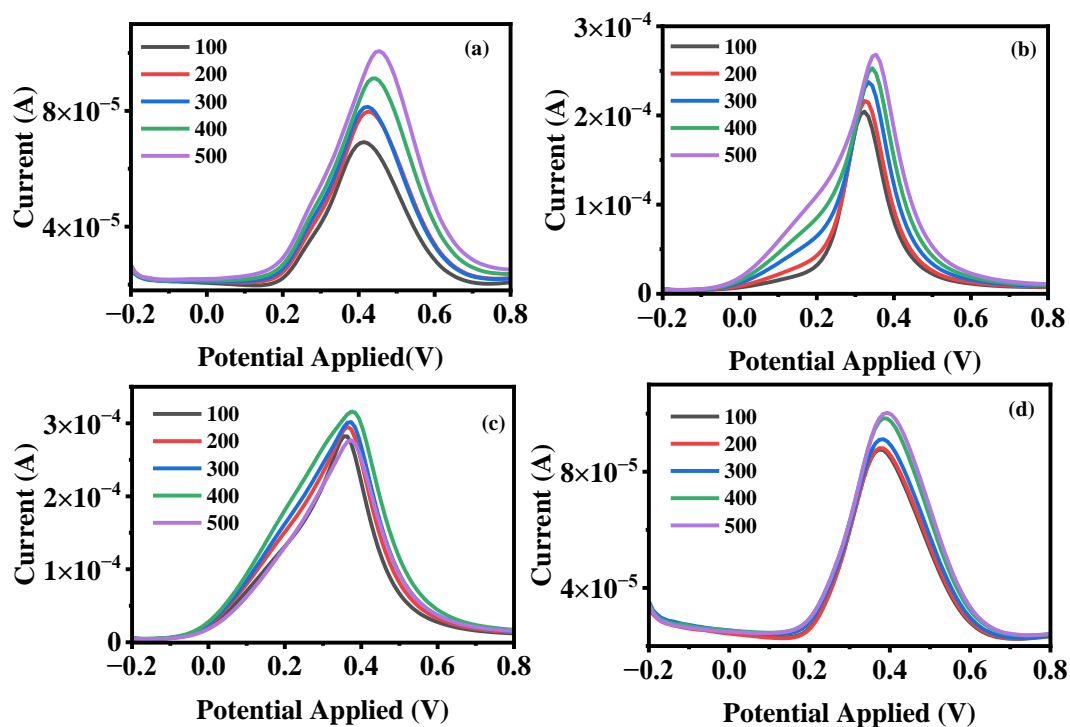 (a)
100
200
300
400
500
8×10⁻⁵
4×10⁻⁵
Current (A)
−0.2 0.0 0.2 0.4 0.6 0.8
Potential Applied(V)
(b)
100
200
300
400
500
3×10⁻⁴
2×10⁻⁴
1×10⁻⁴
0
Current (A)
−0.2 0.0 0.2 0.4 0.6 0.8
Potential Applied (V)
(c)
100
200
300
400
500
3×10⁻⁴
2×10⁻⁴
1×10⁻⁴
0
Current (A)
−0.2 0.0 0.2 0.4 0.6 0.8
Potential Applied (V)
(d)
100
200
300
400
500
8×10⁻⁵
4×10⁻⁵
Current (A)
−0.2 0.0 0.2 0.4 0.6 0.8
Potential Applied (V)